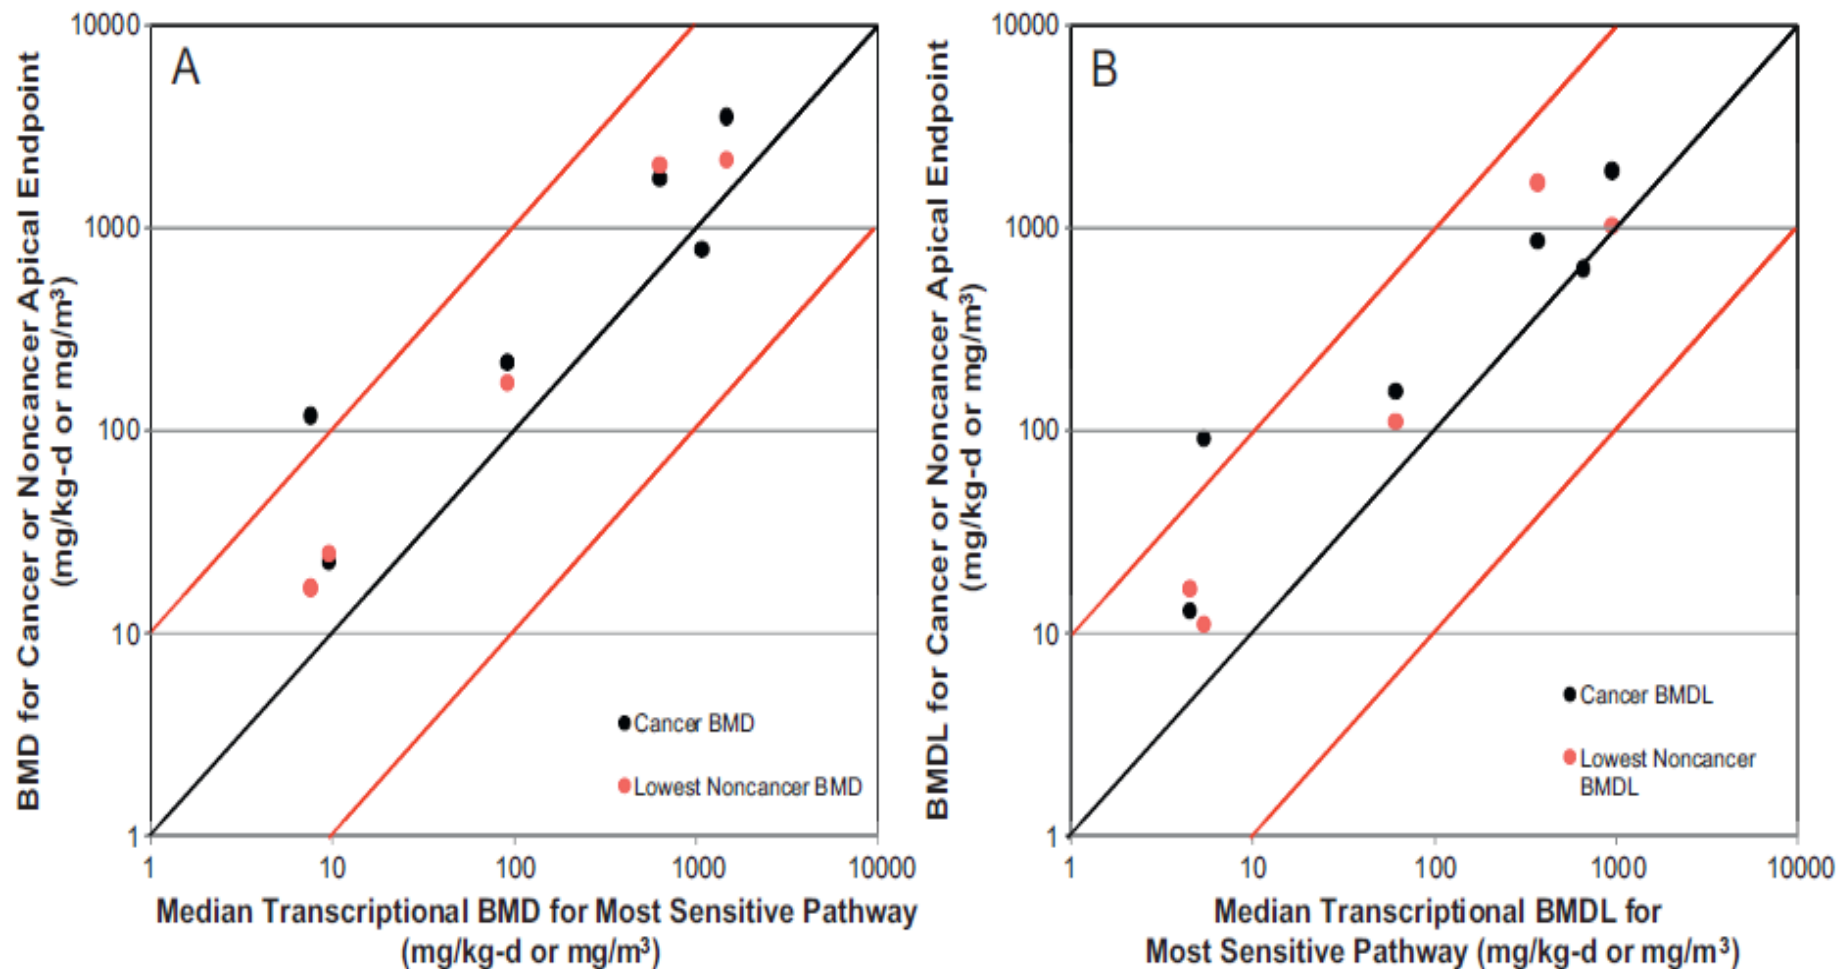 A
BMD for Cancer or Noncancer Apical Endpoint
(mg/kg-d or mg/m³)
10000
1000
100
10
1
1
10
100
1000
10000
Cancer BMD
Lowest Noncancer BMD
Median Transcriptional BMD for Most Sensitive Pathway
(mg/kg-d or mg/m³)
B
BMDL for Cancer or Noncancer Apical Endpoint
(mg/kg-d or mg/m³)
10000
1000
100
10
1
1
10
100
1000
10000
Cancer BMDL
Lowest Noncancer
BMDL
Median Transcriptional BMDL for
Most Sensitive Pathway (mg/kg-d or mg/m³)